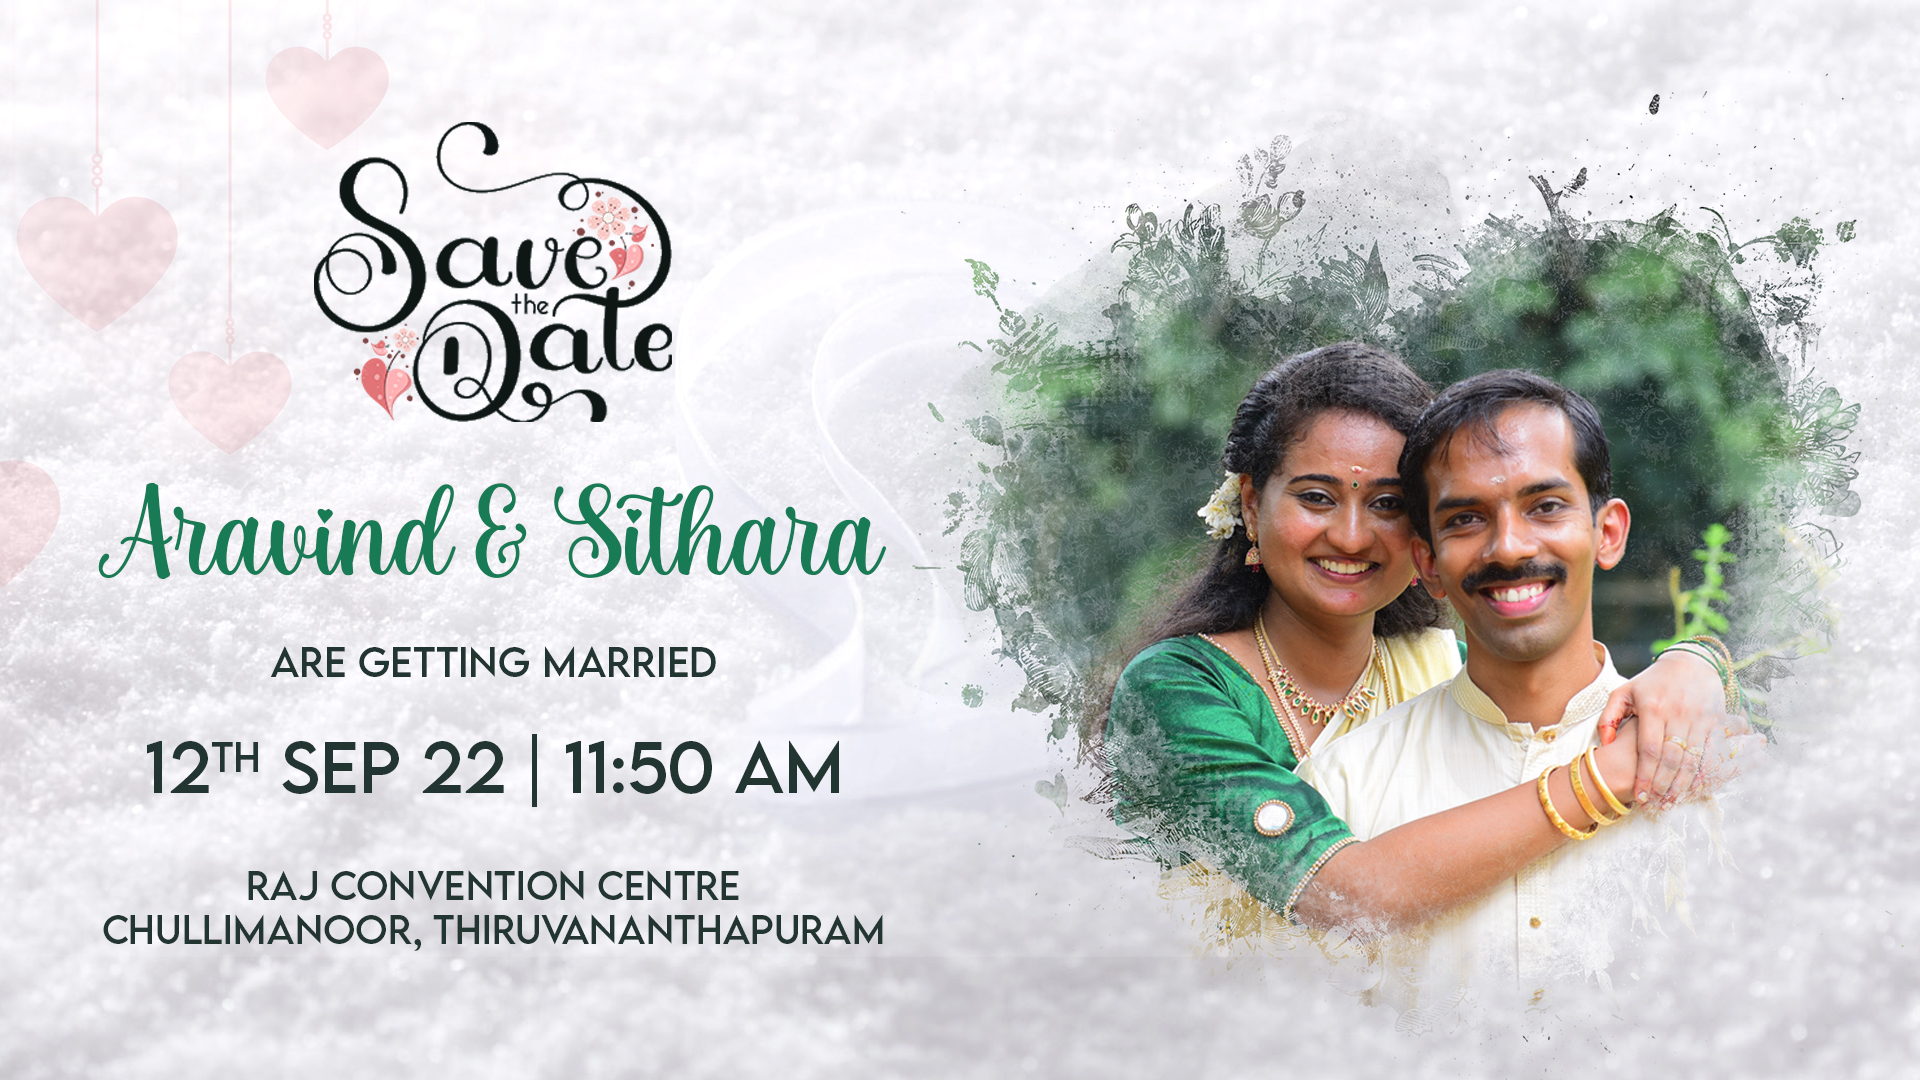 Save
the
Date
Aravind & Sithara
ARE GETTING MARRIED
12TH SEP 22 | 11:50 AM
RAJ CONVENTION CENTRE
CHULLIMANOOR, THIRUVANANTHAPURAM